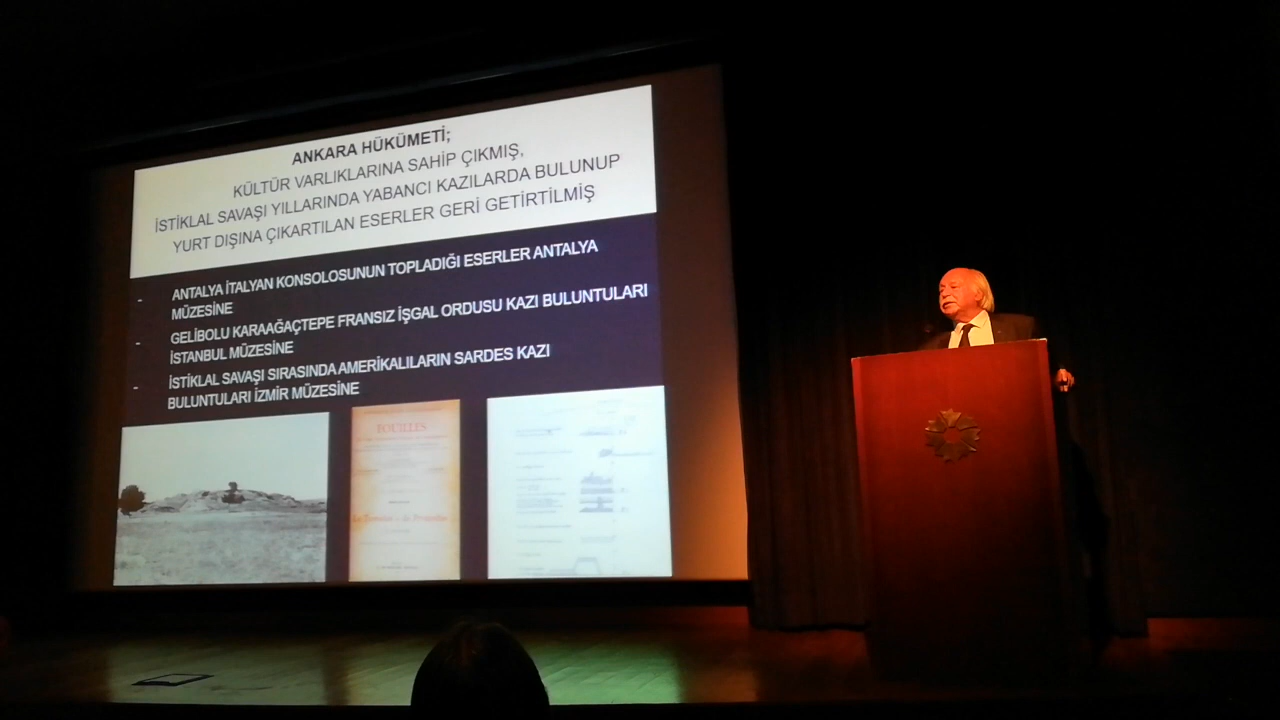 ANKARA HÜKÜMETİ;
KÜLTÜR VARLIKLARINA SAHİP ÇIKMIŞ,
İSTİKLAL SAVAŞI YILLARINDA YABANCI KAZILARDA BULUNUP
YURT DIŞINA ÇIKARTILAN ESERLER GERİ GETİRTİLMİŞ
- ANTALYA İTALYAN KONSOLOSUNUN TOPLADIĞI ESERLER ANTALYA
MÜZESİNE
- GELİBOLU KARAAĞAÇTEPE FRANSIZ İŞGAL ORDUSU KAZI BULUNTULARI
İSTANBUL MÜZESİNE
- İSTİKLAL SAVAŞI SIRASINDA AMERİKALILARIN SARDES KAZI
BULUNTULARI İZMİR MÜZESİNE
FOUILLES